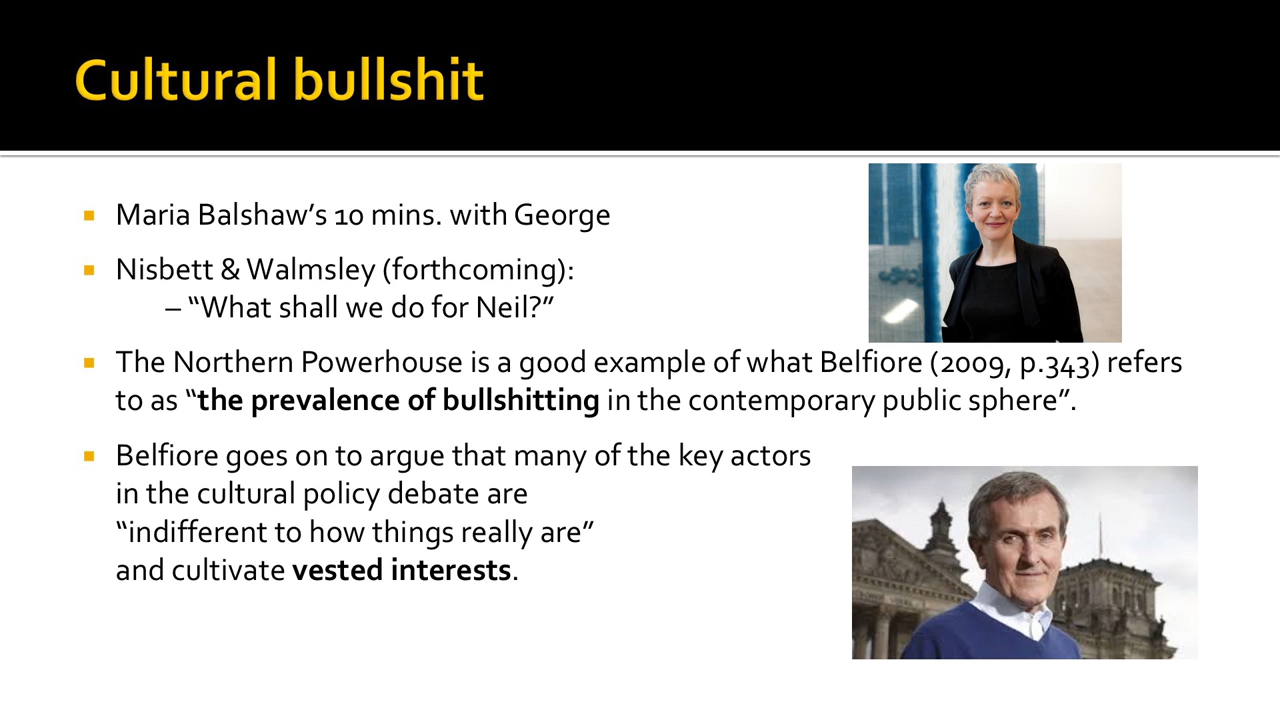 Cultural bullshit
▪ Maria Balshaw’s 10 mins. with George
▪ Nisbett & Walmsley (forthcoming):
– “What shall we do for Neil?”
▪ The Northern Powerhouse is a good example of what Belfiore (2009, p.343) refers
to as “the prevalence of bullshitting in the contemporary public sphere”.
▪ Belfiore goes on to argue that many of the key actors
in the cultural policy debate are
“indifferent to how things really are”
and cultivate vested interests.